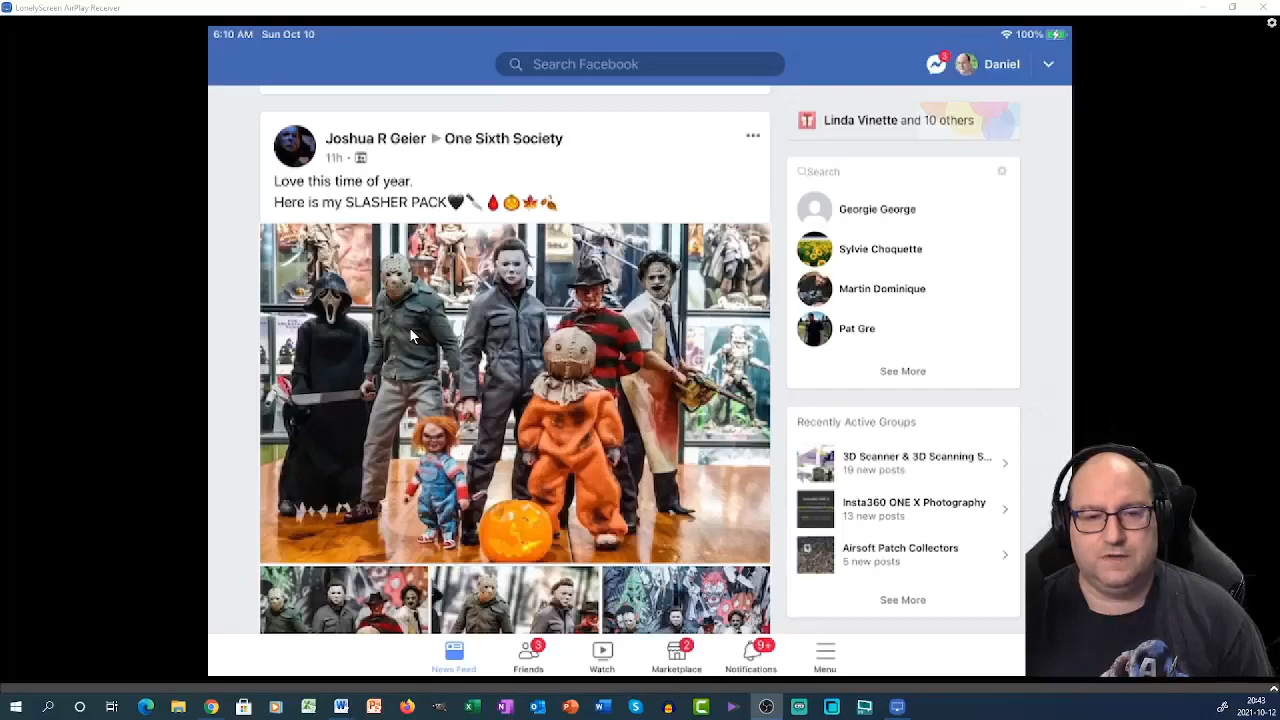 LonelyScreen AirPlay Receiver
6:10 AM Sun Oct 10
100%
Search Facebook
3
Daniel
Joshua R Geier ▶ One Sixth Society
11h ·
Love this time of year.
Here is my SLASHER PACK🖤🔪🩸🎃🍁🍂
Linda Vinette and 10 others
Search
Georgie George
Sylvie Choquette
Martin Dominique
Pat Gre
See More
Recently Active Groups
3D Scanner & 3D Scanning S...
19 new posts
Insta360 ONE X Photography
13 new posts
Airsoft Patch Collectors
5 new posts
See More
News Feed
3
Friends
Watch
2
Marketplace
9+
Notifications
Menu
20:43
2021-10-12